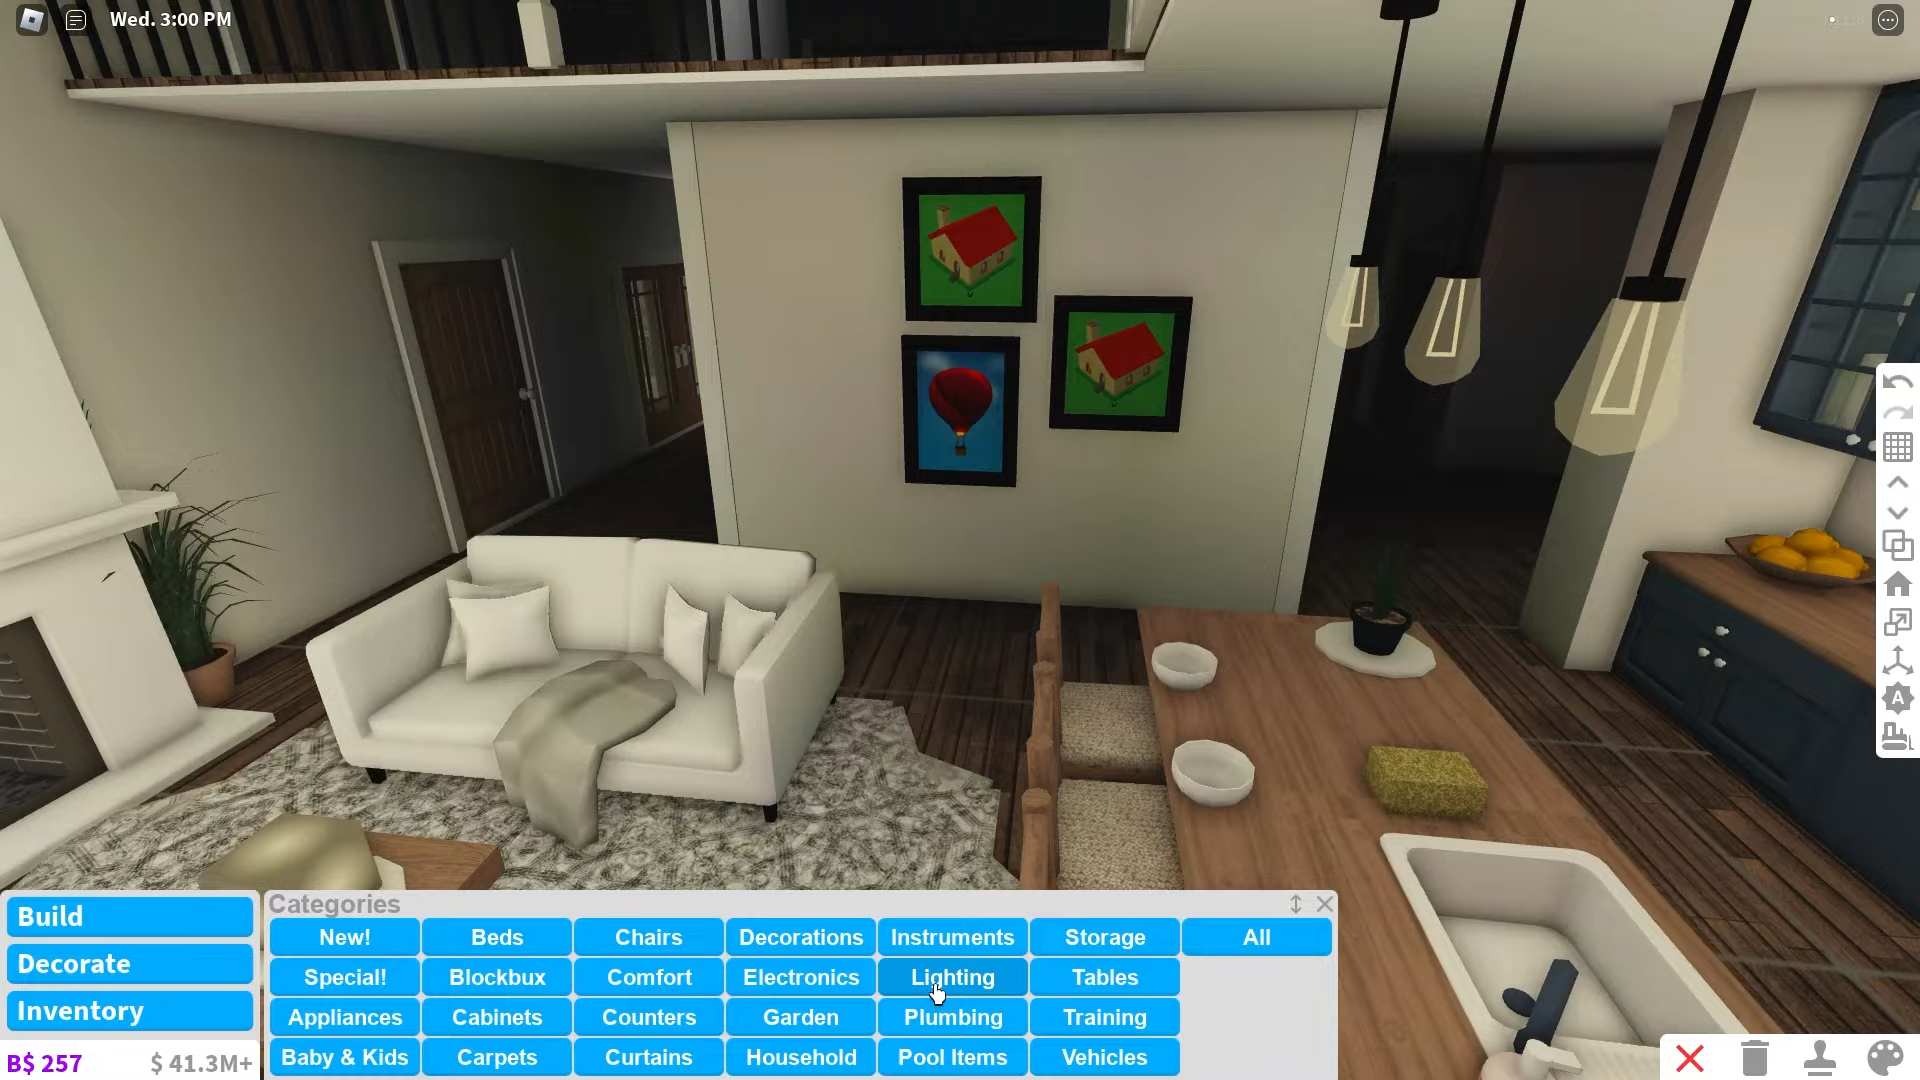 Wed. 3:00 PM
Build
Decorate
Inventory
B$ 257
$ 41.3M+
Categories
New! Beds Chairs Decorations Instruments Storage All
Special! Blockbux Comfort Electronics Lighting Tables
Appliances Cabinets Counters Garden Plumbing Training
Baby & Kids Carpets Curtains Household Pool Items Vehicles
A